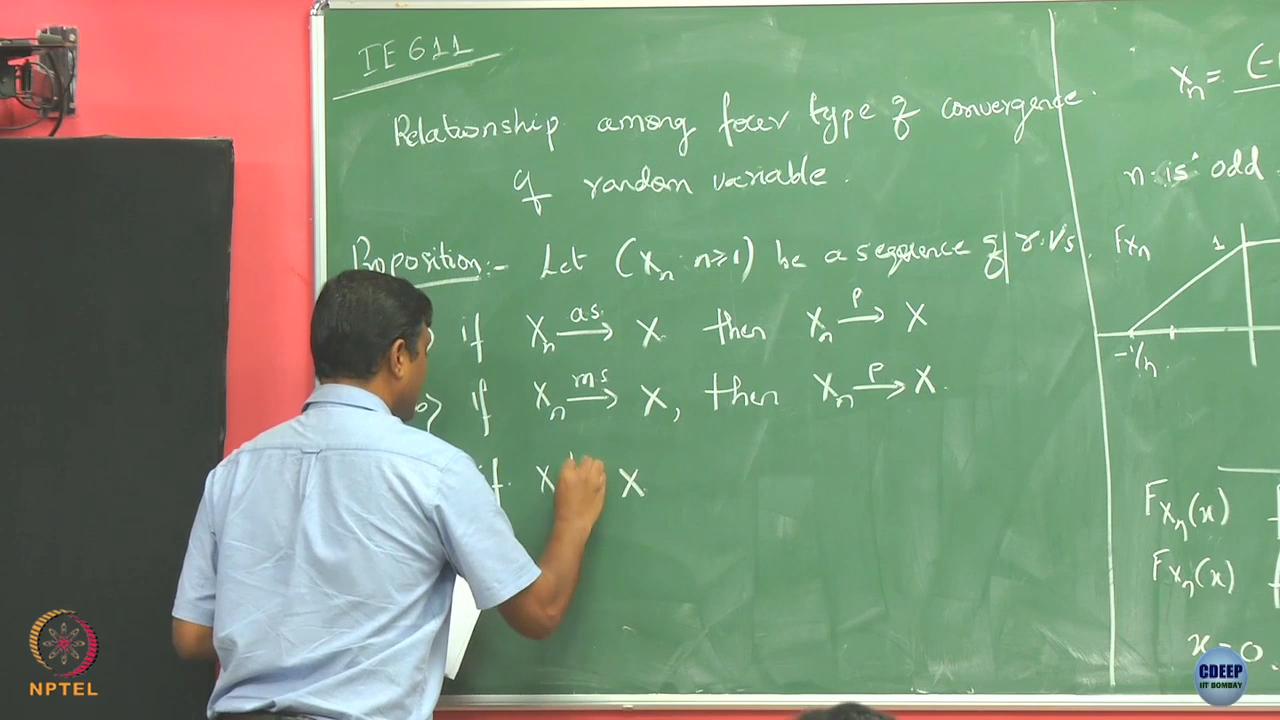 IE 611
Relationship among four type of convergence
of random variable.
Proposition:- Let (Xn n≥1) be a sequence of r.v's
> if Xn a.s.→ X then Xn p→ X
b> if Xn m.s→ X, then Xn p→ X
if X X
Xn = (-1
n is odd
FXn 1
-1/n
FXn(x)
FXn(x)
x=0.
NPTEL
CDEEP
IIT BOMBAY